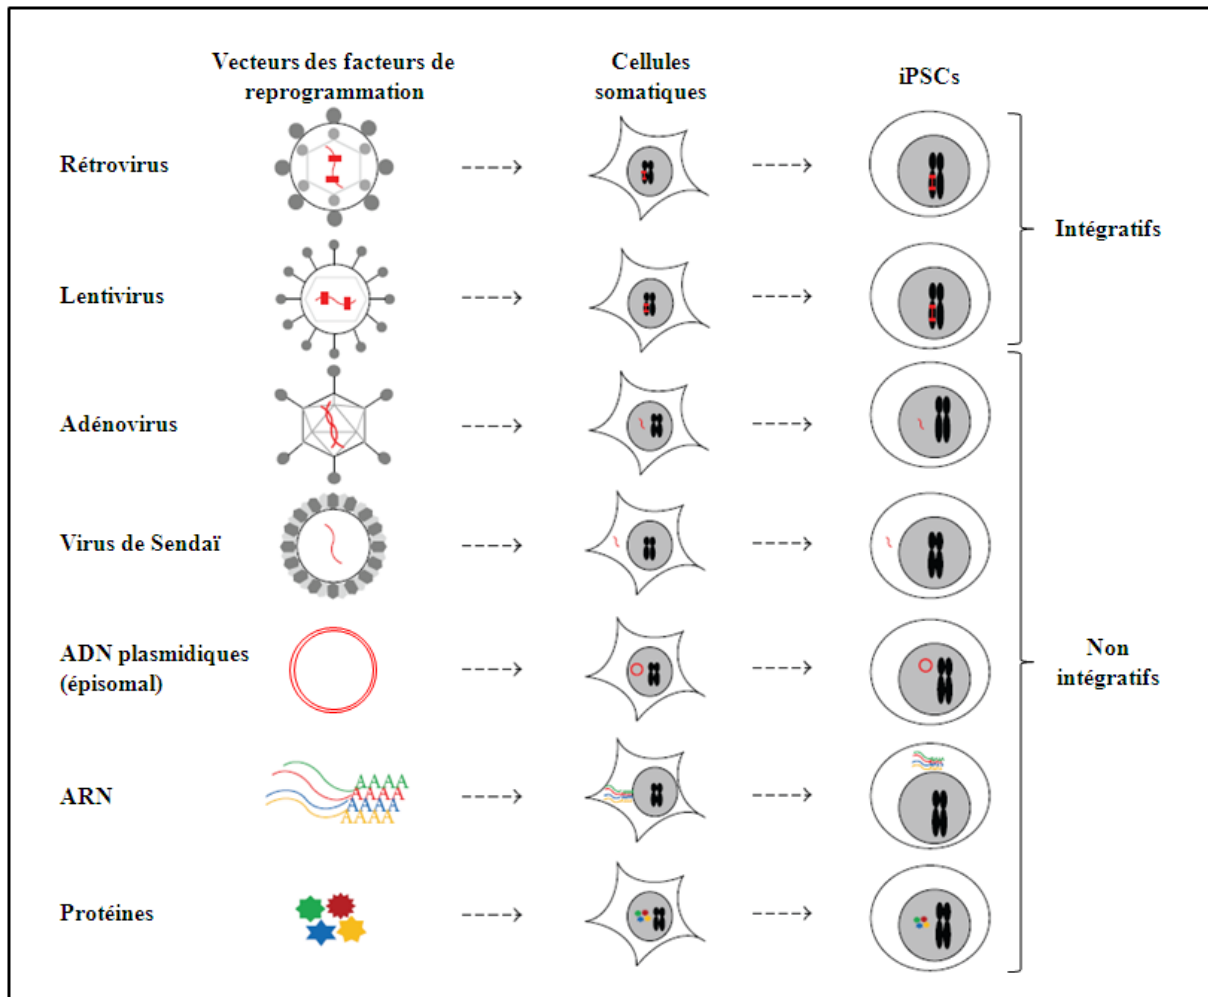 Vecteurs des facteurs de
reprogrammation
Cellules
somatiques
iPSCs
Rétrovirus
Lentivirus
Intégratifs
Adénovirus
Virus de Sendaï
ADN plasmidiques
(épisomal)
Non
intégratifs
ARN
AAAA
AAAA
AAAA
AAAA
Protéines